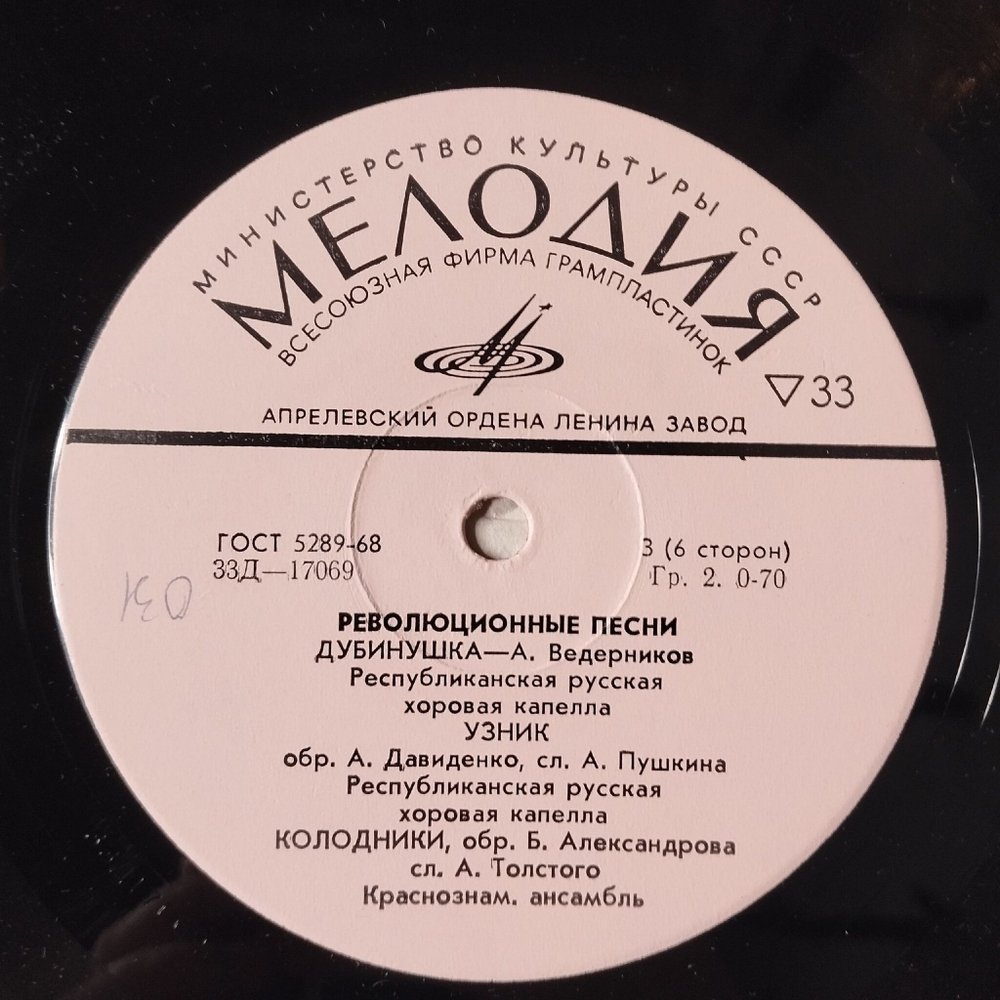 МИНИСТЕРСТВО КУЛЬТУРЫ СССР
МЕЛОДИЯ
ВСЕСОЮЗНАЯ ФИРМА ГРАМПЛАСТИНОК
▽33
АПРЕЛЕВСКИЙ ОРДЕНА ЛЕНИНА ЗАВОД
ГОСТ 5289-68
3 (6 сторон)
33Д—17069
Гр. 2. 0-70
РЕВОЛЮЦИОННЫЕ ПЕСНИ
ДУБИНУШКА—А. Ведерников
Республиканская русская
хоровая капелла
УЗНИК
обр. А. Давиденко, сл. А. Пушкина
Республиканская русская
хоровая капелла
КОЛОДНИКИ, обр. Б. Александрова
сл. А. Толстого
Краснознам. ансамбль